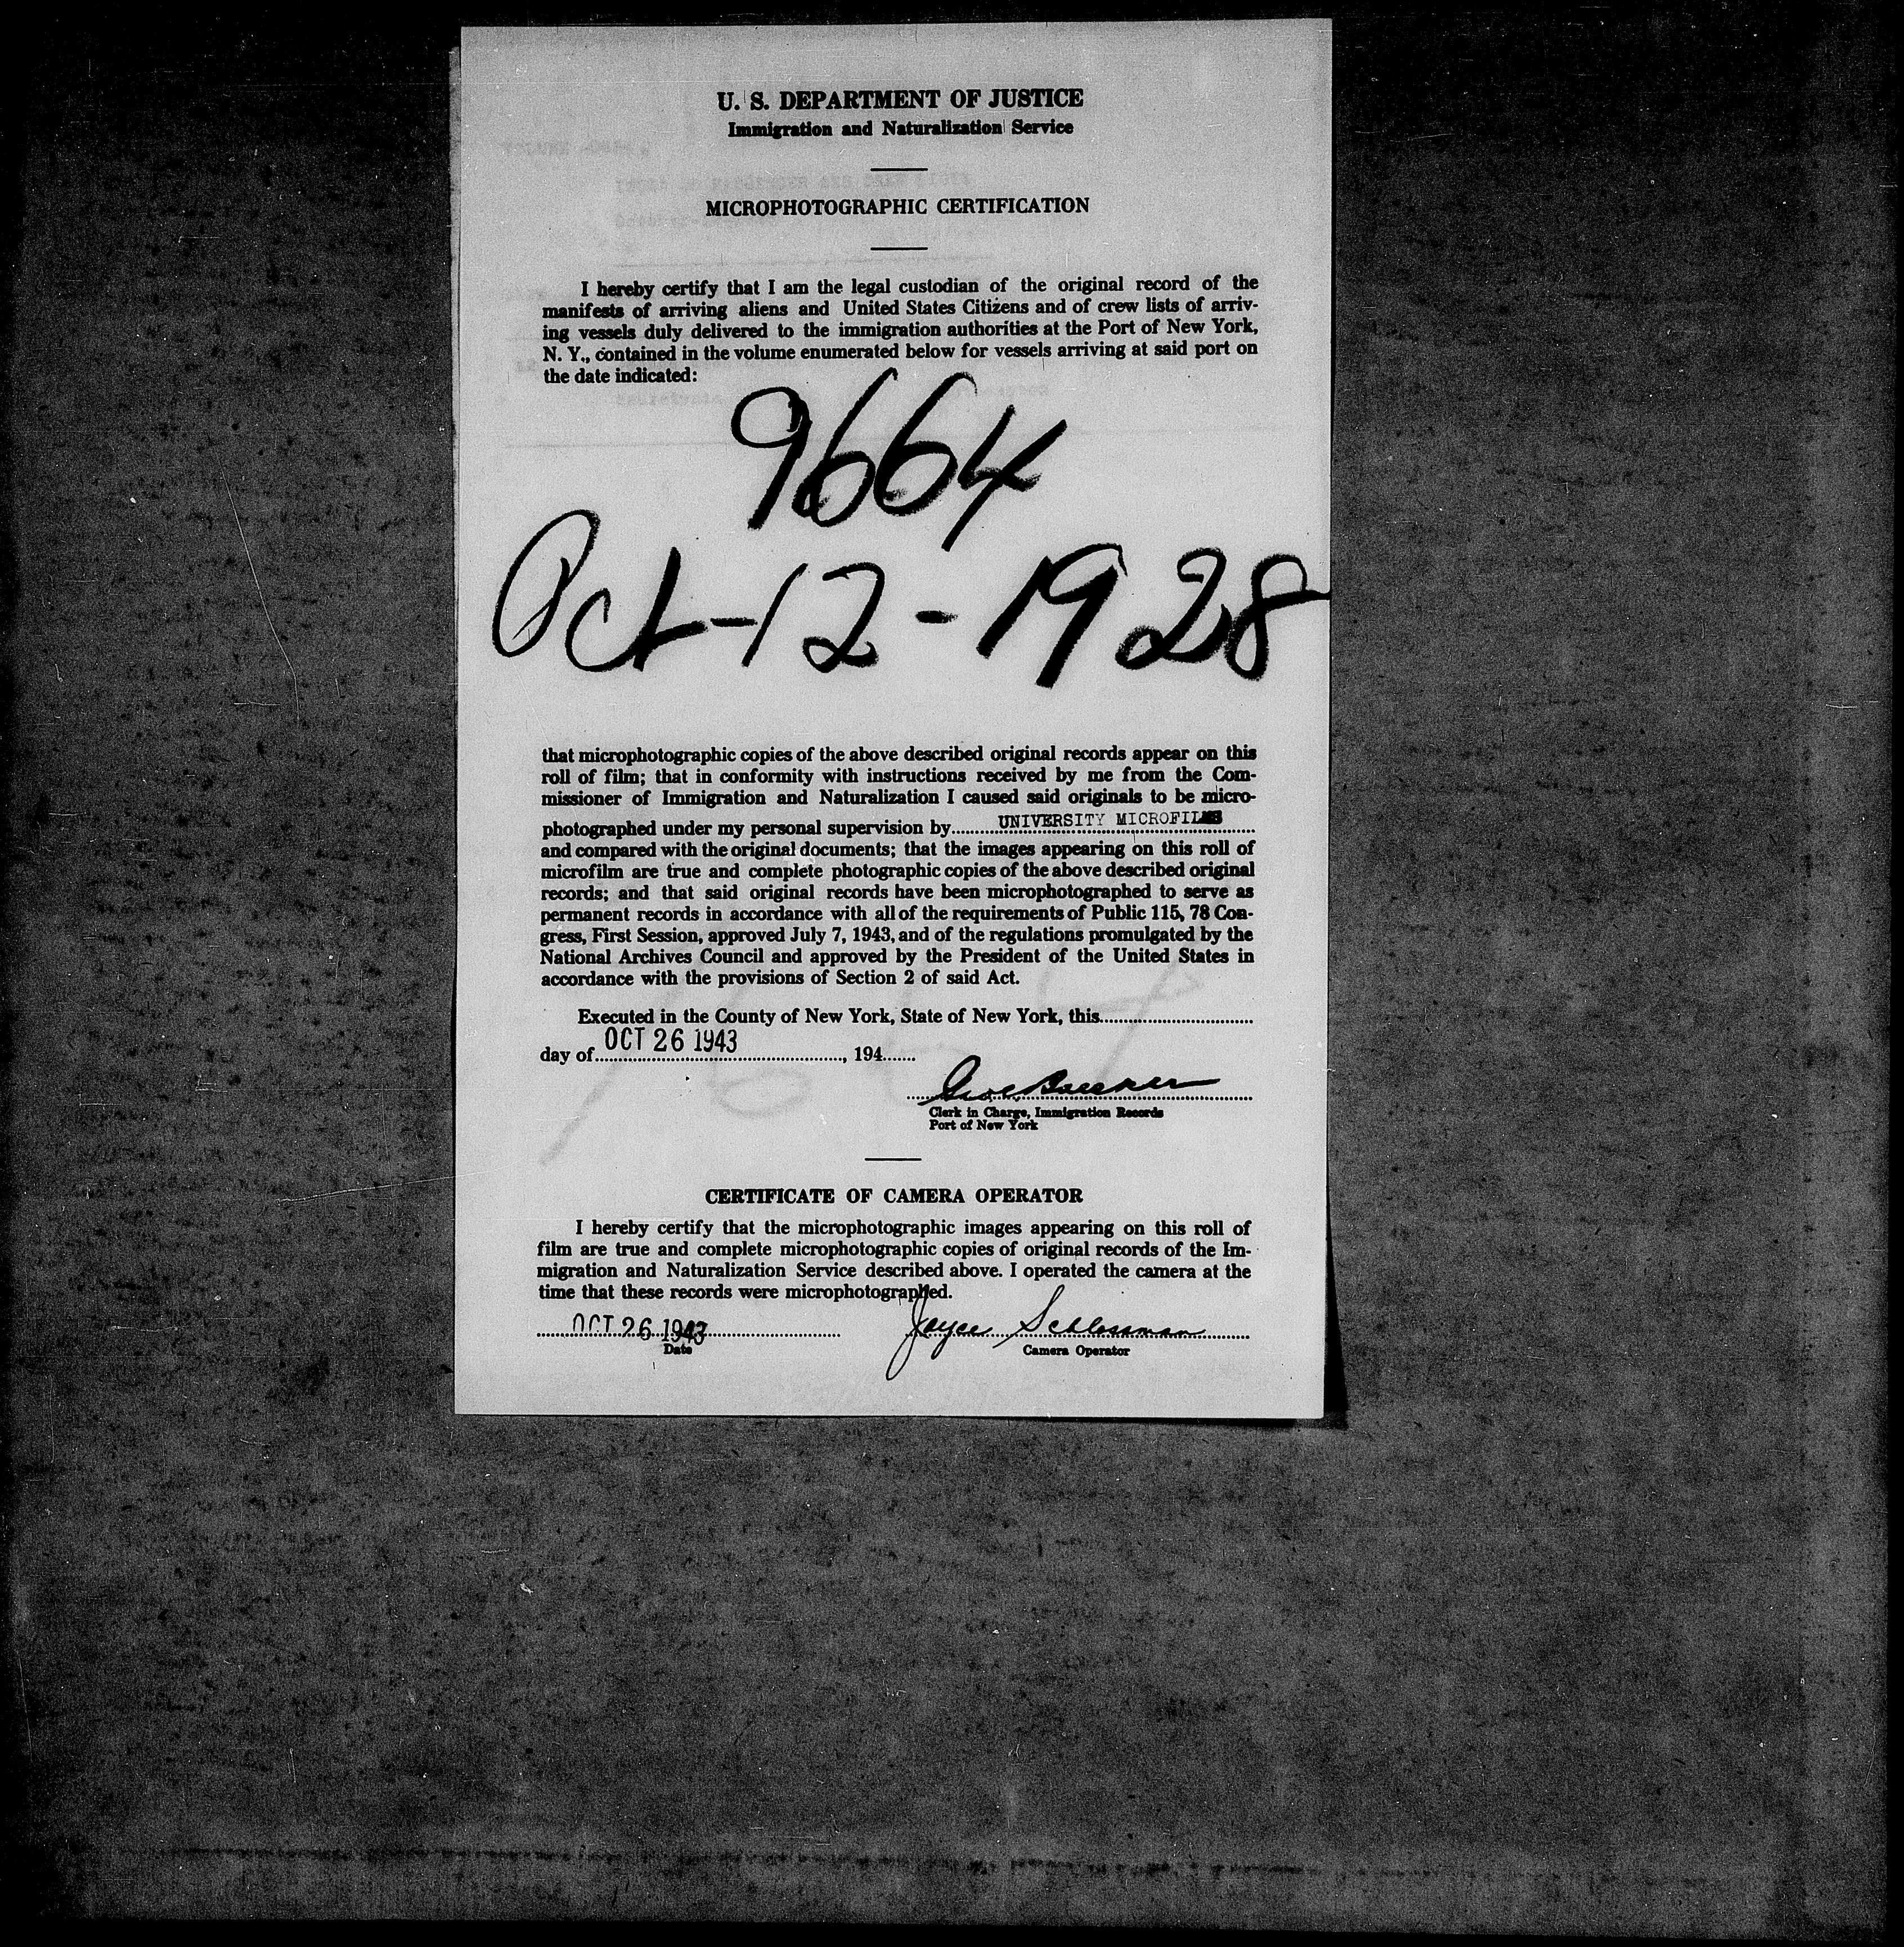 U. S. DEPARTMENT OF JUSTICE
Immigration and Naturalization Service
MICROPHOTOGRAPHIC CERTIFICATION
I hereby certify that I am the legal custodian of the original record of the
manifests of arriving aliens and United States Citizens and of crew lists of arriv-
ing vessels duly delivered to the immigration authorities at the Port of New York,
N. Y., contained in the volume enumerated below for vessels arriving at said port on
the date indicated:
9664
Oct-12-1928
that microphotographic copies of the above described original records appear on this
roll of film; that in conformity with instructions received by me from the Com-
missioner of Immigration and Naturalization I caused said originals to be micro-
photographed under my personal supervision by UNIVERSITY MICROFILMS
and compared with the original documents; that the images appearing on this roll of
microfilm are true and complete photographic copies of the above described original
records; and that said original records have been microphotographed to serve as
permanent records in accordance with all of the requirements of Public 115, 78 Con-
gress, First Session, approved July 7, 1943, and of the regulations promulgated by the
National Archives Council and approved by the President of the United States in
accordance with the provisions of Section 2 of said Act.
Executed in the County of New York, State of New York, this
day of OCT 26 1943, 194
Clerk in Charge, Immigration Records
Port of New York
CERTIFICATE OF CAMERA OPERATOR
I hereby certify that the microphotographic images appearing on this roll of
film are true and complete microphotographic copies of original records of the Im-
migration and Naturalization Service described above. I operated the camera at the
time that these records were microphotographed.
OCT 26 1943 Joyce Schlossman
Date Camera Operator